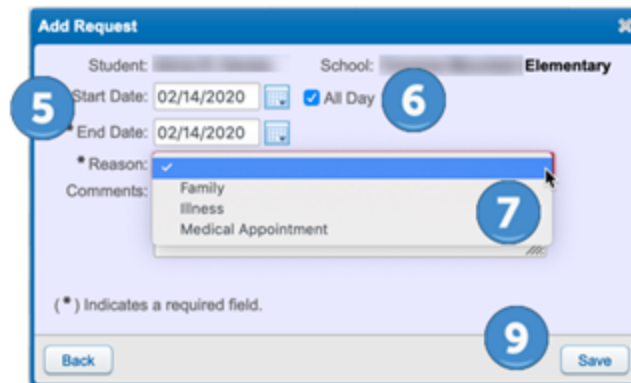 Add Request
Student: School: Elementary
5 Start Date: 02/14/2020 All Day 6
* End Date: 02/14/2020
* Reason:
Comments: Family
Illness
Medical Appointment
7
(*) Indicates a required field.
9
Back Save